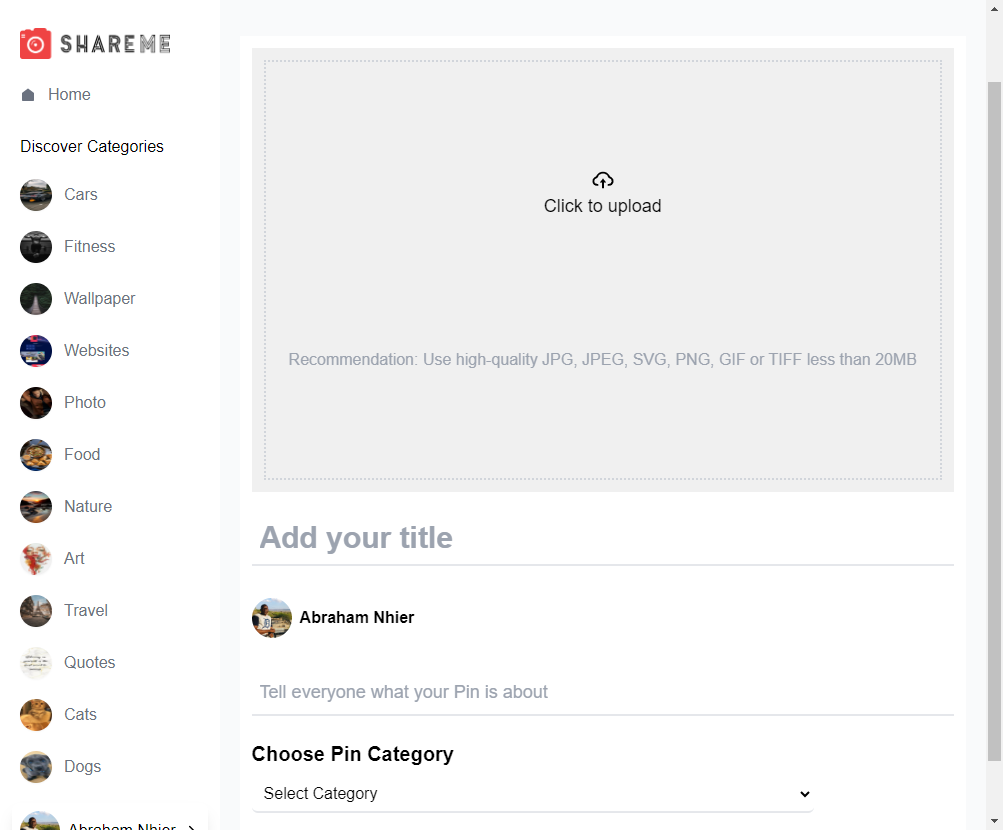 SHAREME
Home
Discover Categories
Cars
Fitness
Wallpaper
Websites
Photo
Food
Nature
Art
Travel
Quotes
Cats
Dogs
Abraham Nhier
Click to upload
Recommendation: Use high-quality JPG, JPEG, SVG, PNG, GIF or TIFF less than 20MB
Add your title
Abraham Nhier
Tell everyone what your Pin is about
Choose Pin Category
Select Category